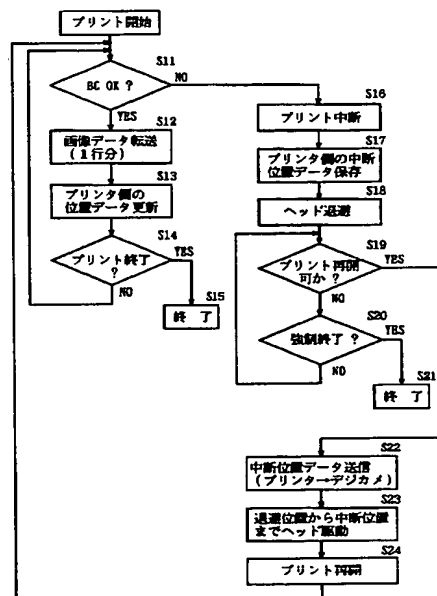 プリント開始
S11
BC OK ?
NO
YES
S12
画像データ転送
(1行分)
S13
プリンタ側の
位置データ更新
S14
プリント終了
?
YES
NO
S15
終 了
S16
プリント中断
S17
プリンタ側の中断
位置データ保存
S18
ヘッド退避
S19
プリント再開
可か ?
YES
NO
S20
強制終了 ?
YES
NO
S21
終 了
S22
中断位置データ送信
(プリンター→デジカメ)
S23
退避位置から中断位置
までヘッド駆動
S24
プリント再開